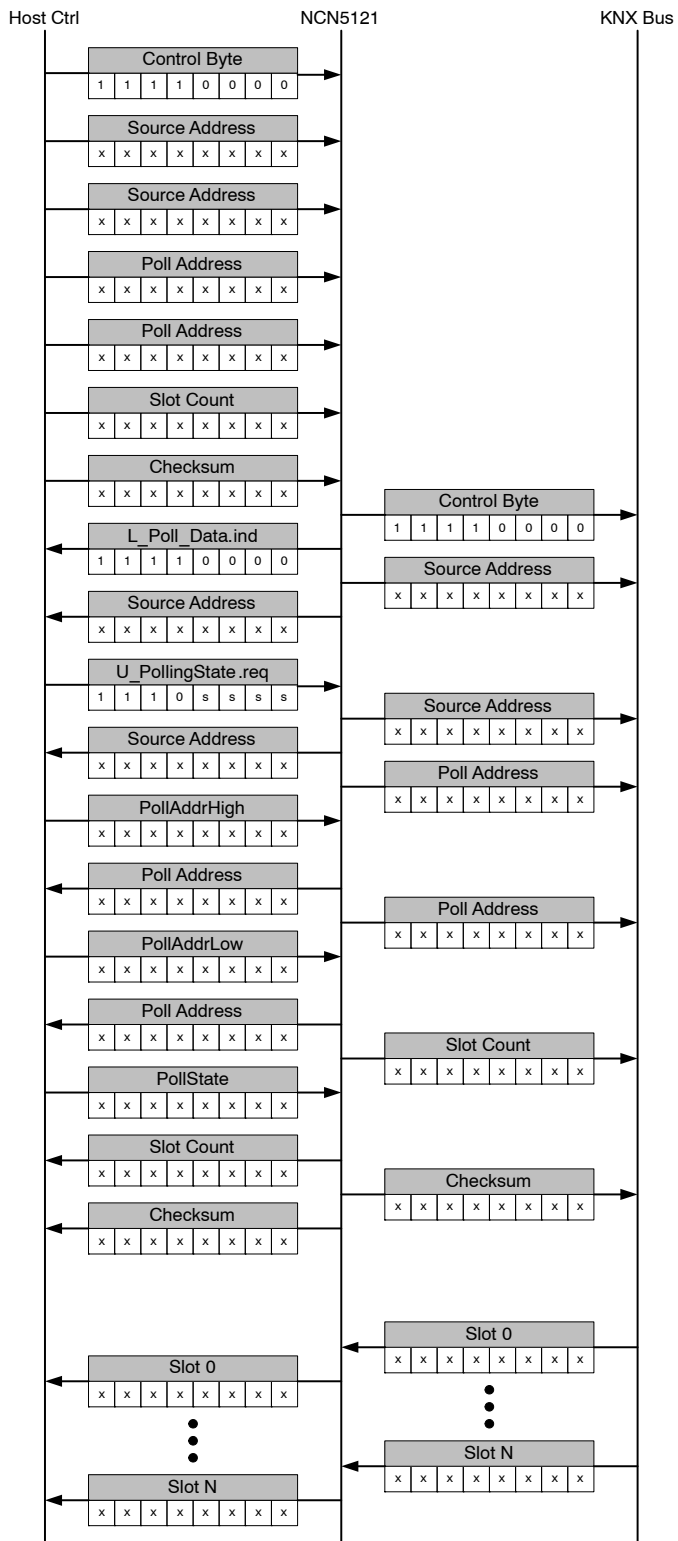 Host Ctrl NCN5121 KNX Bus
Control Byte
1 1 1 1 0 0 0 0
Source Address
x x x x x x x x
Source Address
x x x x x x x x
Poll Address
x x x x x x x x
Poll Address
x x x x x x x x
Slot Count
x x x x x x x x
Checksum
x x x x x x x x
Control Byte
1 1 1 1 0 0 0 0
L_Poll_Data.ind
1 1 1 1 0 0 0 0
Source Address
x x x x x x x x
Source Address
x x x x x x x x
U_PollingState.req
1 1 1 0 s s s s
Source Address
x x x x x x x x
Source Address
x x x x x x x x
Poll Address
x x x x x x x x
PollAddrHigh
x x x x x x x x
Poll Address
x x x x x x x x
Poll Address
x x x x x x x x
PollAddrLow
x x x x x x x x
Poll Address
x x x x x x x x
Slot Count
x x x x x x x x
PollState
x x x x x x x x
Slot Count
x x x x x x x x
Checksum
x x x x x x x x
Checksum
x x x x x x x x
Slot 0
x x x x x x x x
Slot 0
x x x x x x x x
Slot N
x x x x x x x x
Slot N
x x x x x x x x